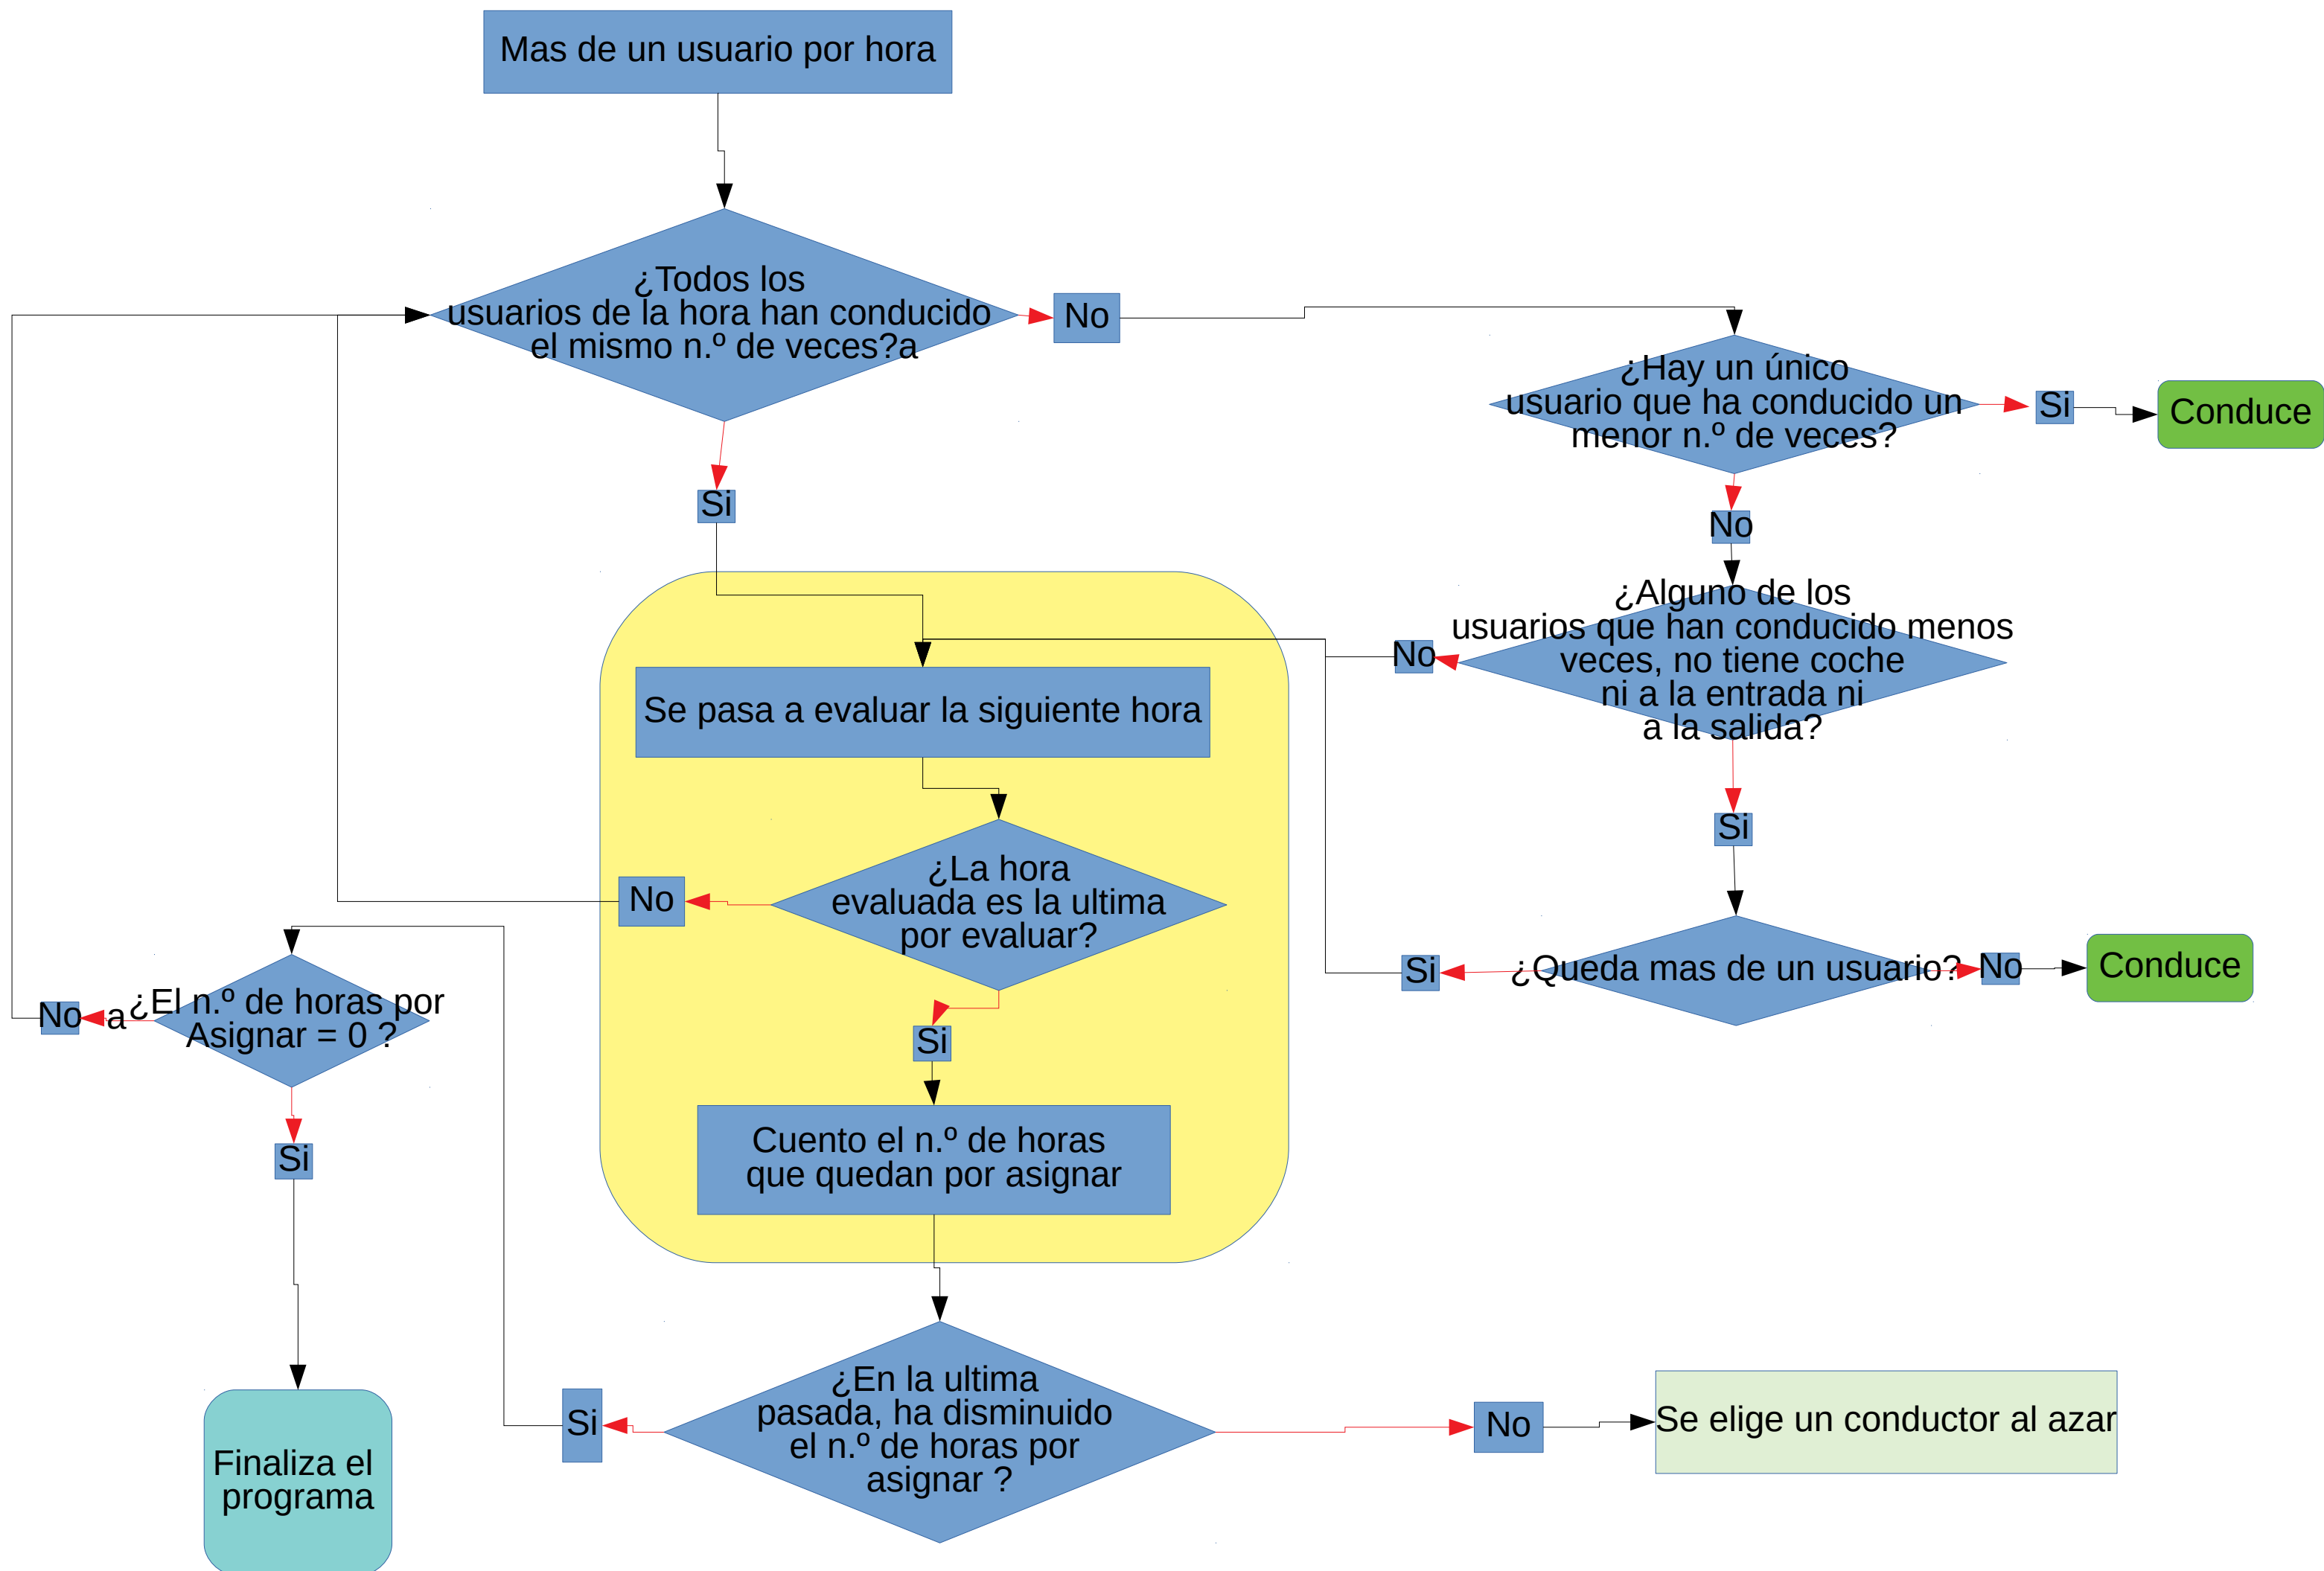 Mas de un usuario por hora
¿Todos los
usuarios de la hora han conducido
el mismo n.º de veces?a
No
Si
¿Hay un único
usuario que ha conducido un
menor n.º de veces?
Si
Conduce
No
¿Alguno de los
usuarios que han conducido menos
veces, no tiene coche
ni a la entrada ni
a la salida?
No
Si
¿Queda mas de un usuario?
Si
No
Conduce
Se pasa a evaluar la siguiente hora
¿La hora
evaluada es la ultima
por evaluar?
No
Si
Cuento el n.º de horas
que quedan por asignar
¿El n.º de horas por
Asignar = 0 ?
a
No
Si
Finaliza el
programa
¿En la ultima
pasada, ha disminuido
el n.º de horas por
asignar ?
Si
No
Se elige un conductor al azar